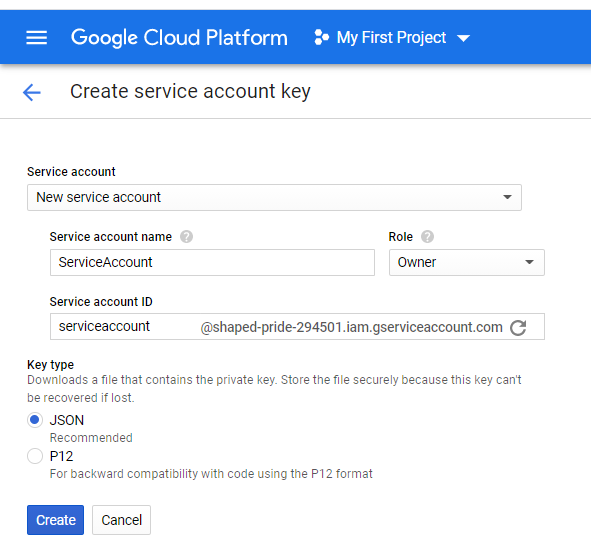 Google Cloud Platform My First Project
Create service account key
Service account
New service account
Service account name ? Role ?
ServiceAccount Owner
Service account ID
serviceaccount @shaped-pride-294501.iam.gserviceaccount.com
Key type
Downloads a file that contains the private key. Store the file securely because this key can't
be recovered if lost.
JSON
Recommended
P12
For backward compatibility with code using the P12 format
Create Cancel